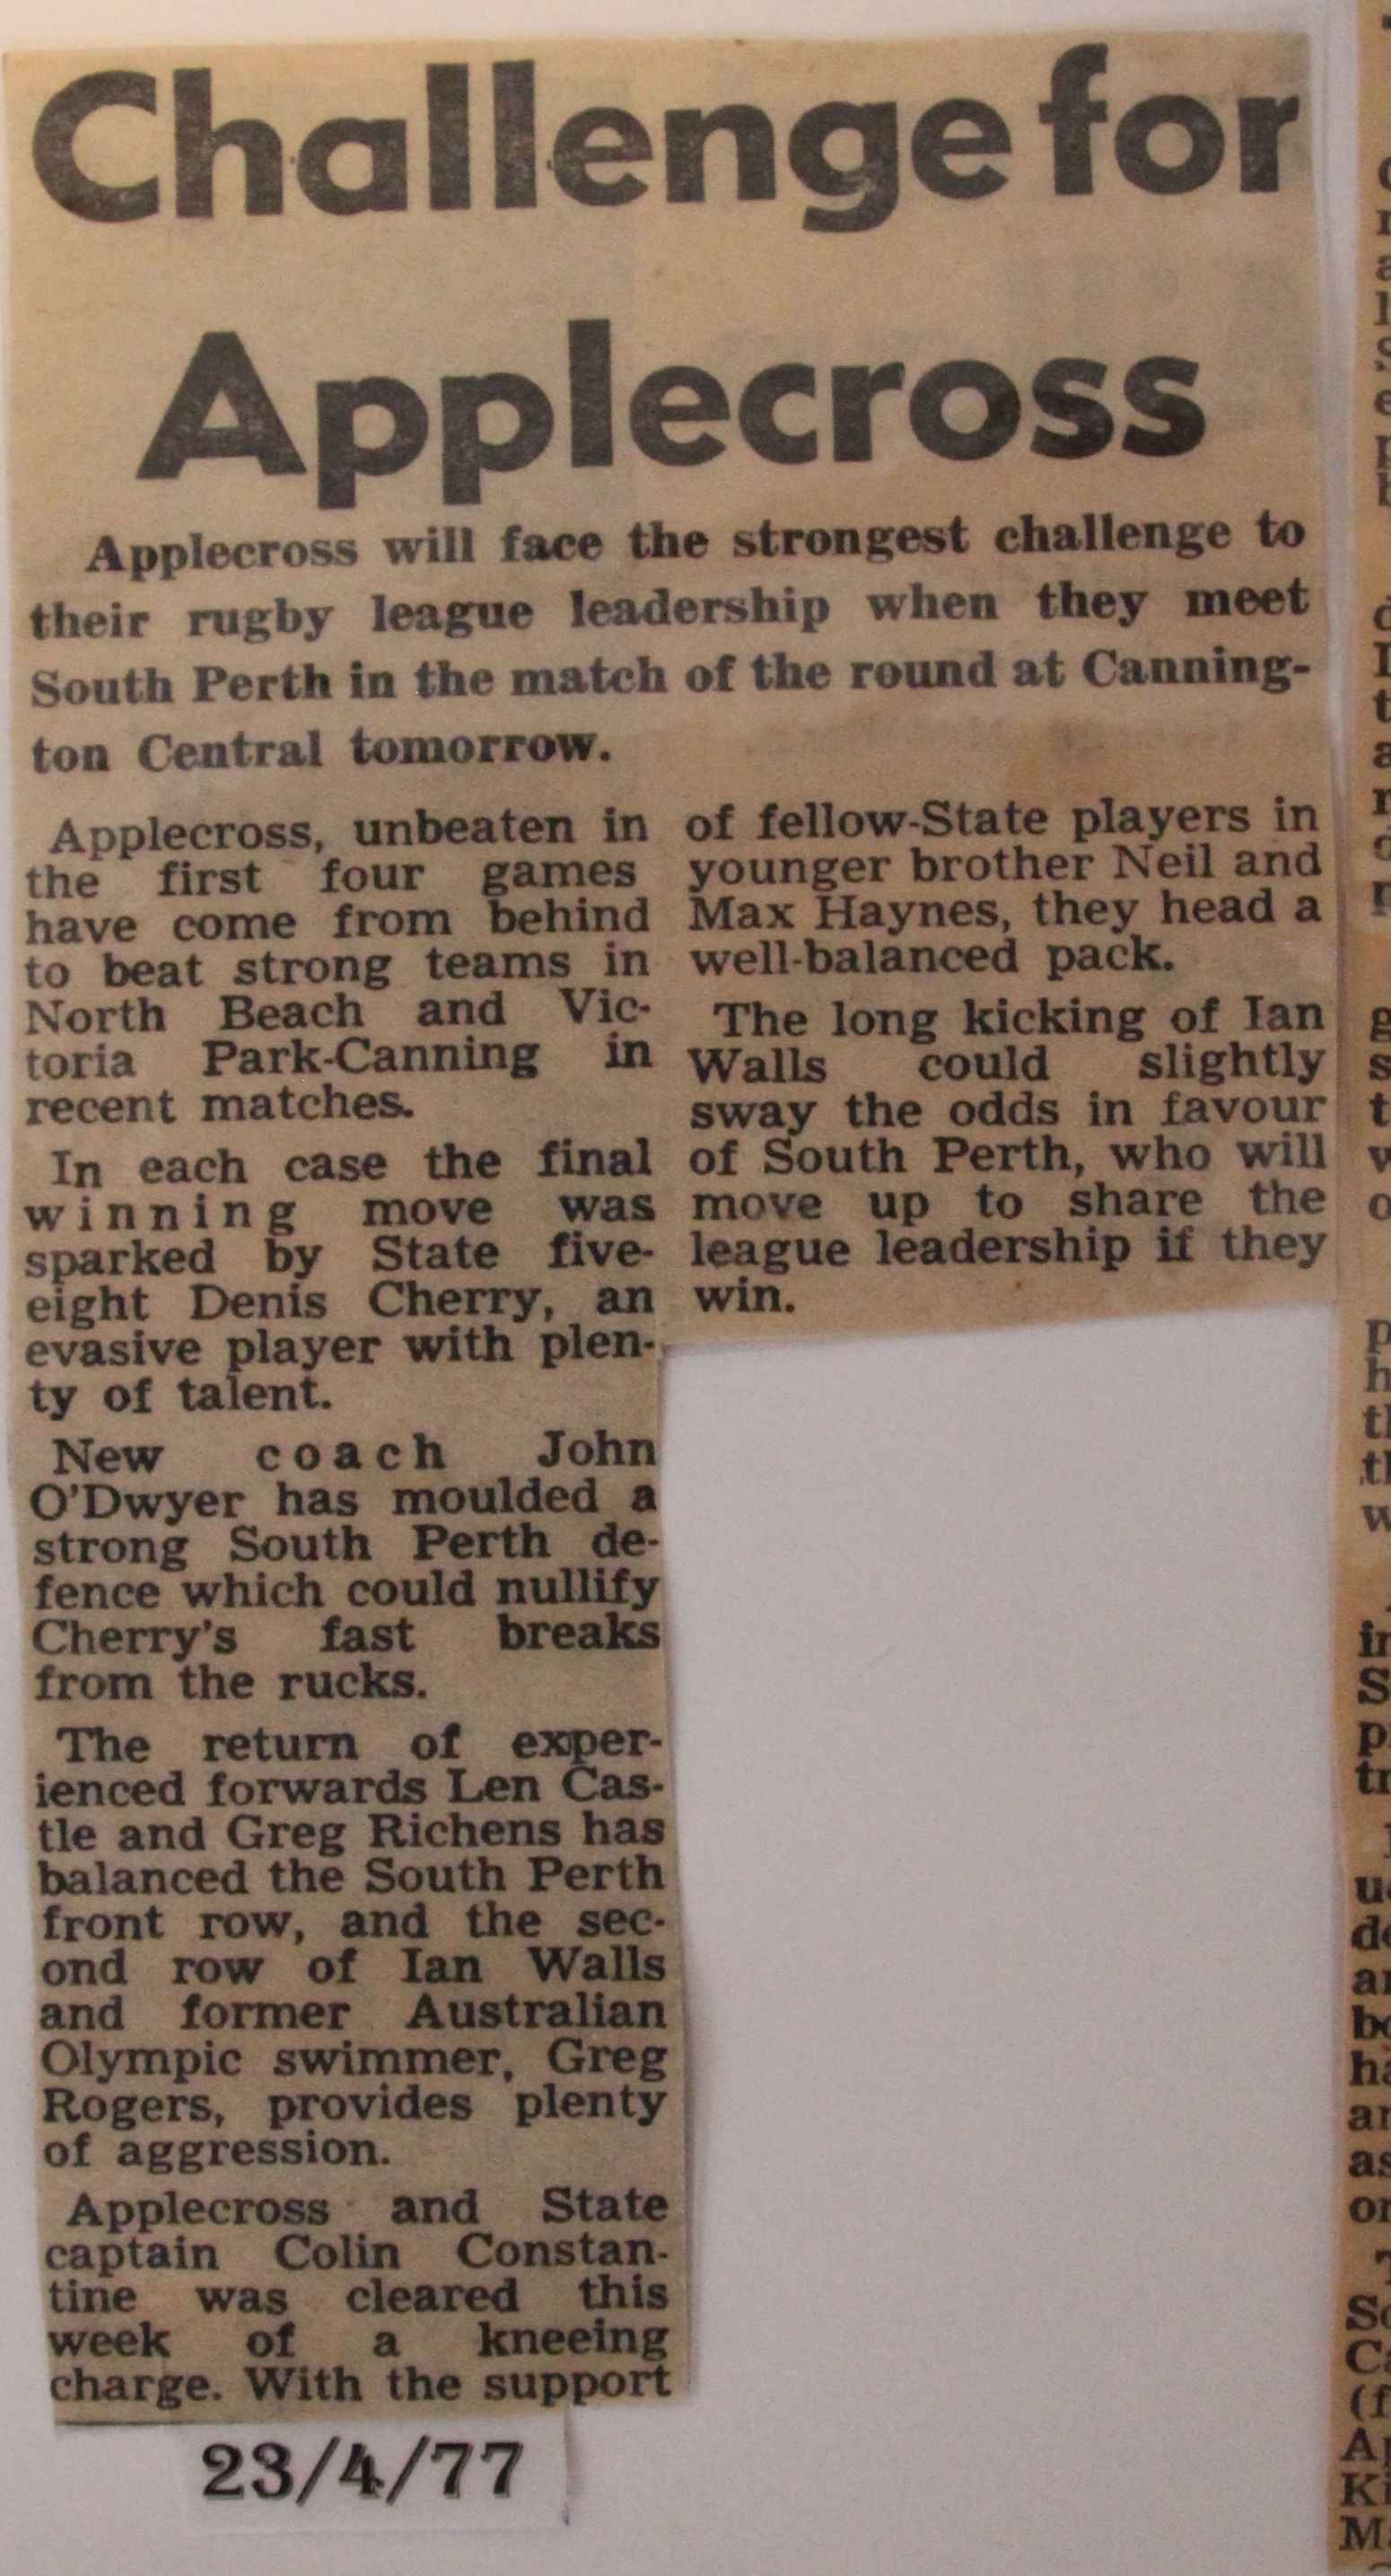 Challenge for
Applecross
Applecross will face the strongest challenge to
their rugby league leadership when they meet
South Perth in the match of the round at Canning-
ton Central tomorrow.
Applecross, unbeaten in
the first four games
have come from behind
to beat strong teams in
North Beach and Vic-
toria Park-Canning in
recent matches.
In each case the final
winning move was
sparked by State five-
eight Denis Cherry, an
evasive player with plen-
ty of talent.
New coach John
O'Dwyer has moulded a
strong South Perth de-
fence which could nullify
Cherry's fast breaks
from the rucks.
The return of exper-
ienced forwards Len Cas-
tle and Greg Richens has
balanced the South Perth
front row, and the sec-
ond row of Ian Walls
and former Australian
Olympic swimmer, Greg
Rogers, provides plenty
of aggression.
Applecross and State
captain Colin Constan-
tine was cleared this
week of a kneeing
charge. With the support
of fellow-State players in
younger brother Neil and
Max Haynes, they head a
well-balanced pack.
The long kicking of Ian
Walls could slightly
sway the odds in favour
of South Perth, who will
move up to share the
league leadership if they
win.
23/4/77